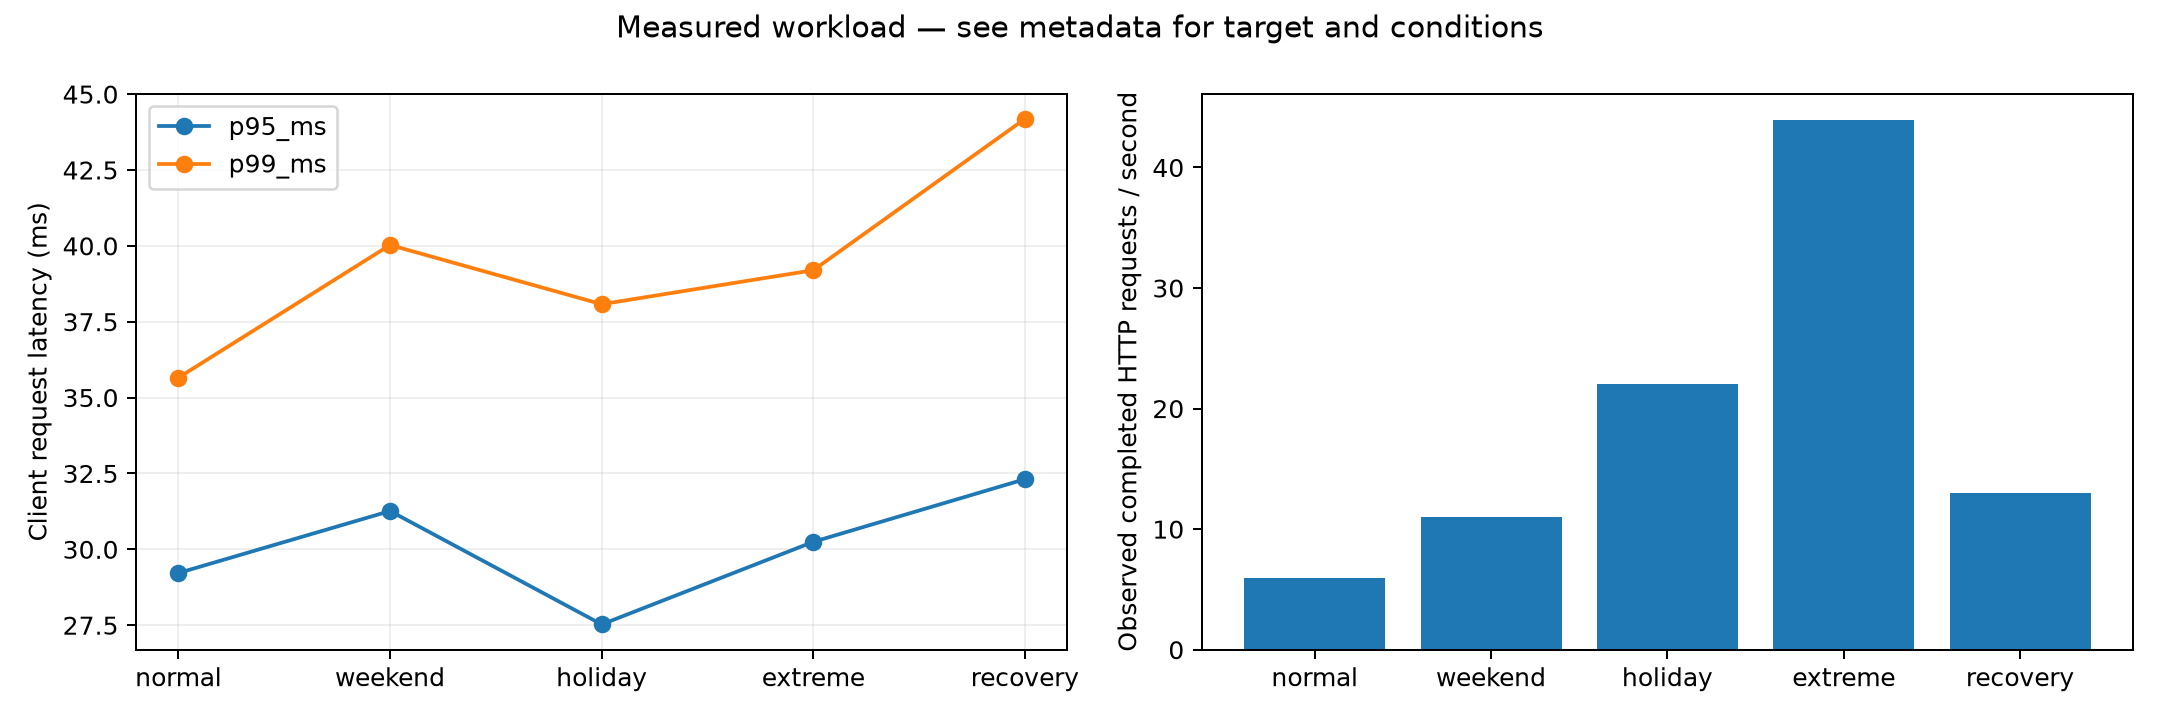 Measured workload — see metadata for target and conditions
Client request latency (ms)
45.0
42.5
40.0
37.5
35.0
32.5
30.0
27.5
p95_ms
p99_ms
normal weekend holiday extreme recovery
Observed completed HTTP requests / second
40
30
20
10
0
normal weekend holiday extreme recovery